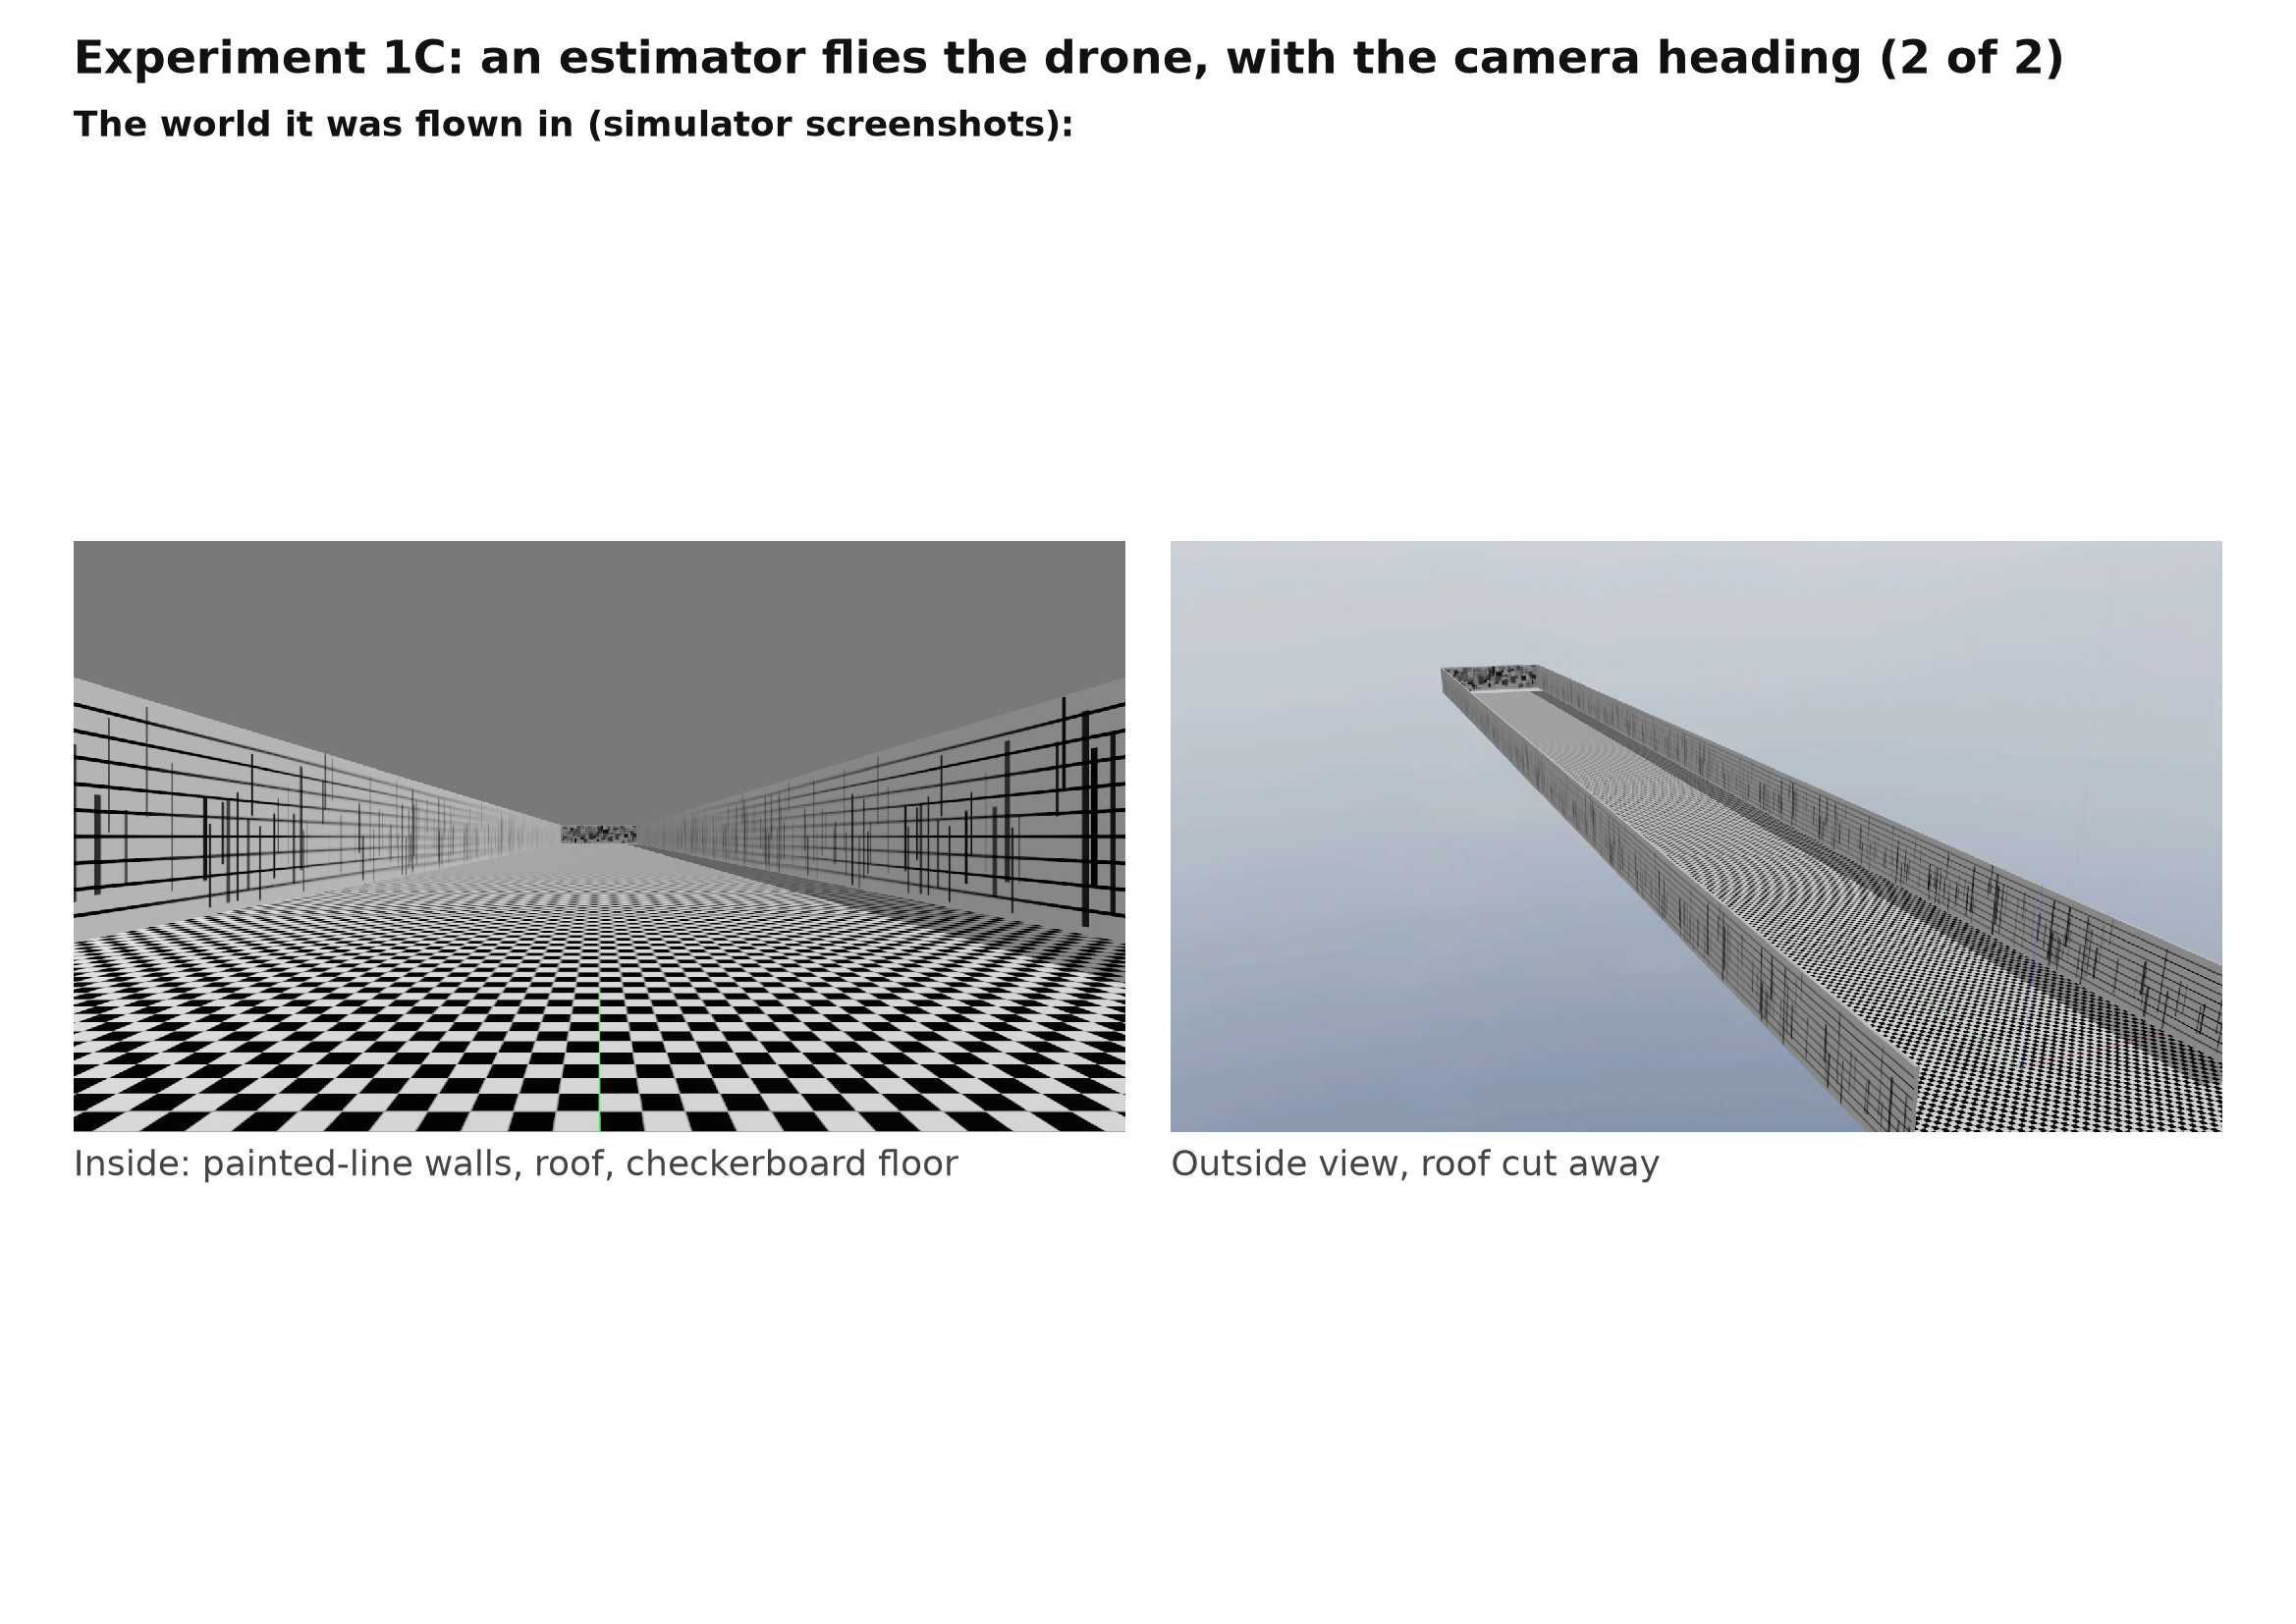 Experiment 1C: an estimator flies the drone, with the camera heading (2 of 2)
The world it was flown in (simulator screenshots):
Inside: painted-line walls, roof, checkerboard floor
Outside view, roof cut away